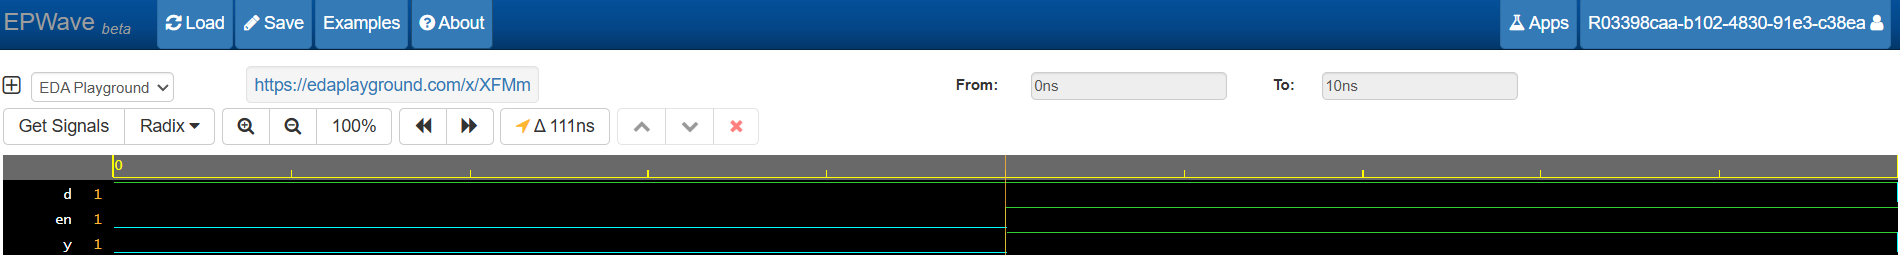 EPWave beta Load Save Examples About Apps R03398caa-b102-4830-91e3-c38ea
EDA Playground https://edaplayground.com/x/XFMm From: 0ns To: 10ns
Get Signals Radix 100% Δ 111ns
0
d 1
en 1
y 1